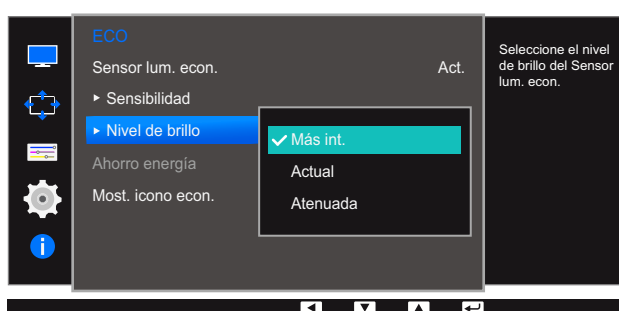 ECO
Sensor lum. econ. Act.
▸ Sensibilidad
▸ Nivel de brillo
Ahorro energía
Most. icono econ.
✓ Más int.
Actual
Atenuada
Seleccione el nivel
de brillo del Sensor
lum. econ.